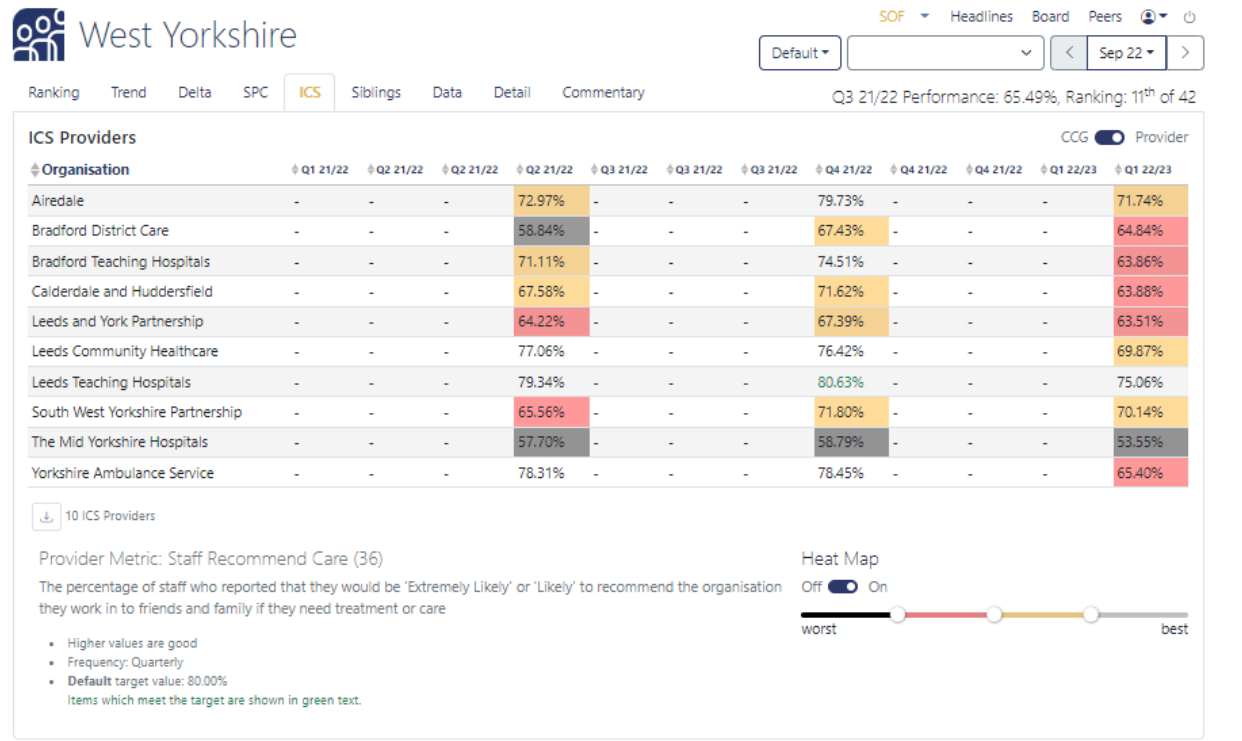 West Yorkshire
SOF Headlines Board Peers
Default Sep 22
Ranking Trend Delta SPC ICS Siblings Data Detail Commentary
Q3 21/22 Performance: 65.49%, Ranking: 11th of 42
ICS Providers
CCG Provider
Organisation Q1 21/22 Q2 21/22 Q2 21/22 Q2 21/22 Q3 21/22 Q3 21/22 Q3 21/22 Q4 21/22 Q4 21/22 Q4 21/22 Q1 22/23 Q1 22/23
Airedale - - - 72.97% - - - 79.73% - - - 71.74%
Bradford District Care - - - 58.84% - - - 67.43% - - - 64.84%
Bradford Teaching Hospitals - - - 71.11% - - - 74.51% - - - 63.86%
Calderdale and Huddersfield - - - 67.58% - - - 71.62% - - - 63.88%
Leeds and York Partnership - - - 64.22% - - - 67.39% - - - 63.51%
Leeds Community Healthcare - - - 77.06% - - - 76.42% - - - 69.87%
Leeds Teaching Hospitals - - - 79.34% - - - 80.63% - - - 75.06%
South West Yorkshire Partnership - - - 65.56% - - - 71.80% - - - 70.14%
The Mid Yorkshire Hospitals - - - 57.70% - - - 58.79% - - - 53.55%
Yorkshire Ambulance Service - - - 78.31% - - - 78.45% - - - 65.40%
10 ICS Providers
Provider Metric: Staff Recommend Care (36)
The percentage of staff who reported that they would be 'Extremely Likely' or 'Likely' to recommend the organisation
they work in to friends and family if they need treatment or care
• Higher values are good
• Frequency: Quarterly
• Default target value: 80.00%
Items which meet the target are shown in green text.
Heat Map
Off On
worst best